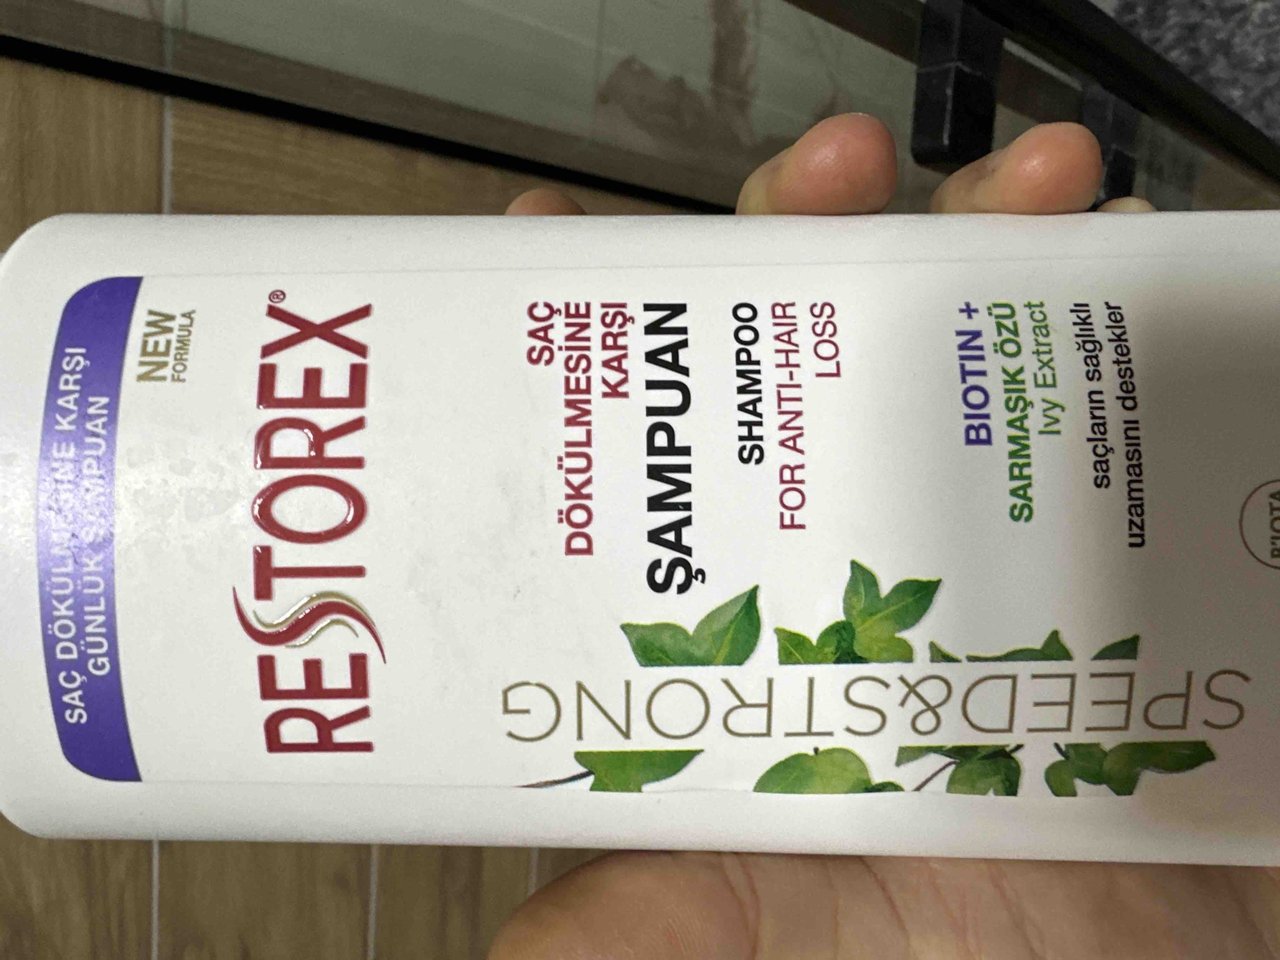 SAÇ DÖKÜLMESİNE KARŞI
GÜNLÜK ŞAMPUAN
NEW
FORMULA
RESTOREX®
SAÇ
DÖKÜLMESİNE
KARŞI
ŞAMPUAN
SHAMPOO
FOR ANTI-HAIR
LOSS
BIOTIN +
SARMAŞIK ÖZÜ
Ivy Extract
saçların sağlıklı
uzamasını destekler
SPEED&STRONG